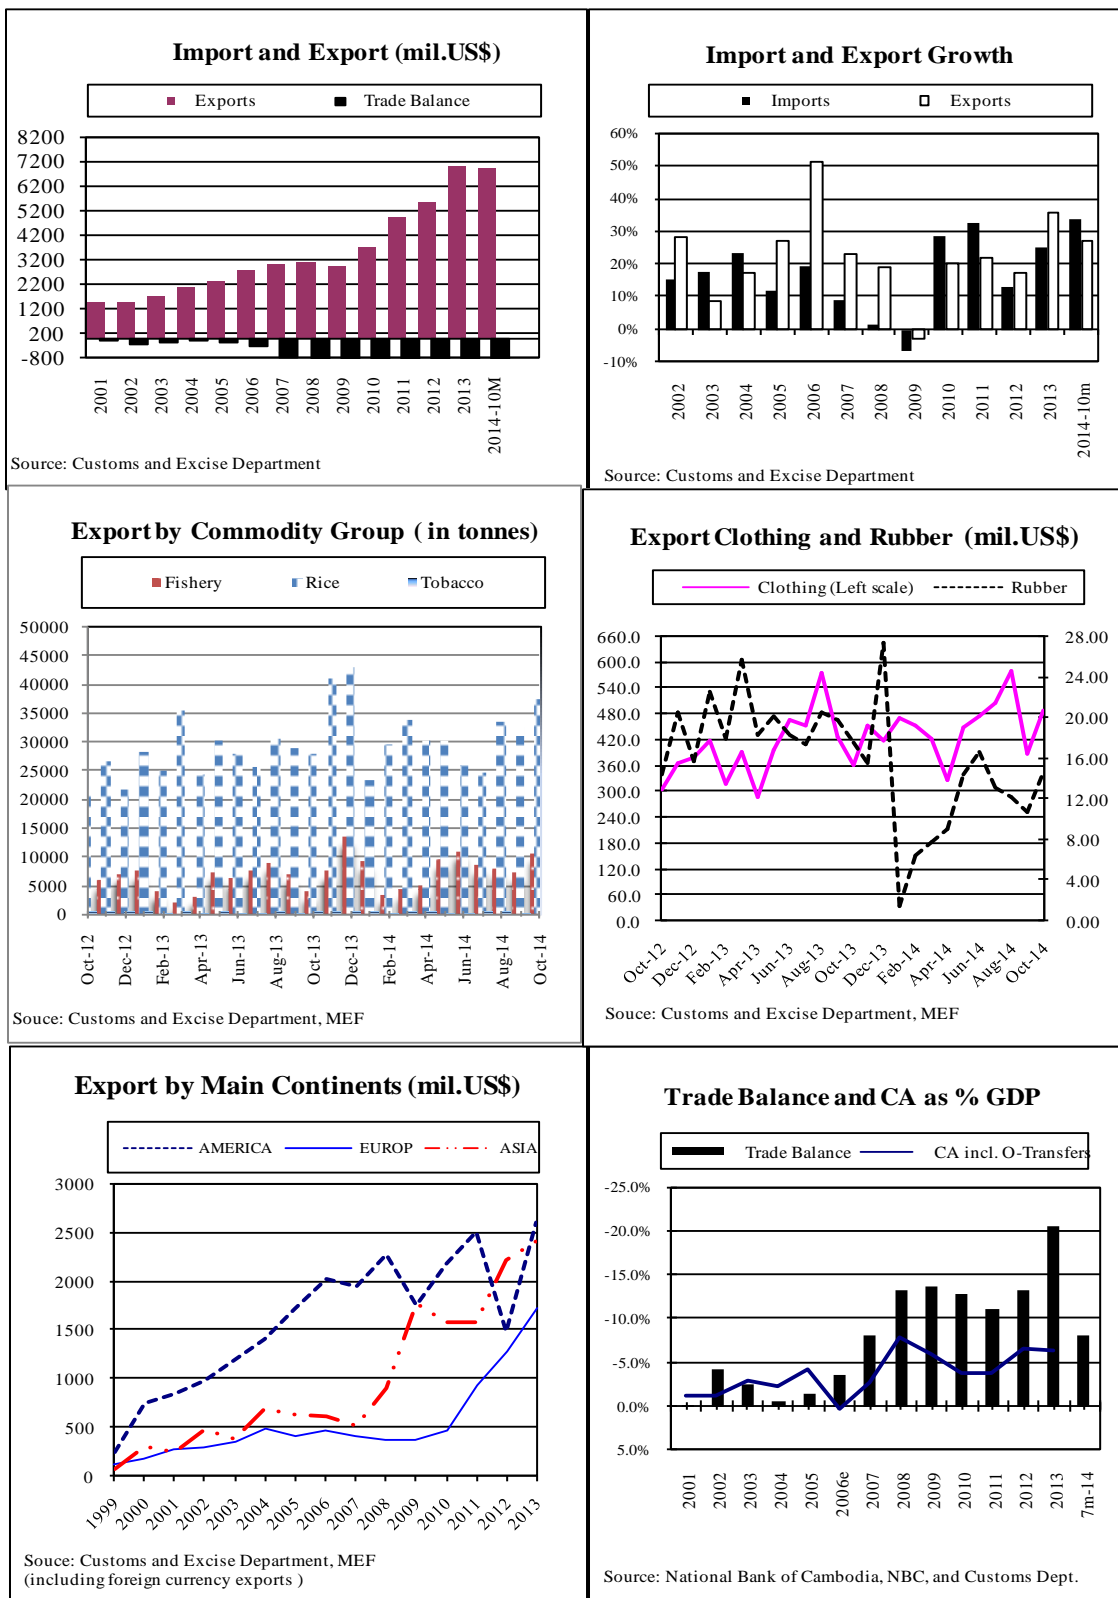 Import and Export (mil.US$)
Exports Trade Balance
8200
7200
6200
5200
4200
3200
2200
1200
200
-800
2001 2002 2003 2004 2005 2006 2007 2008 2009 2010 2011 2012 2013 2014-10M
Source: Customs and Excise Department
Import and Export Growth
Imports Exports
60%
50%
40%
30%
20%
10%
0%
-10%
2002 2003 2004 2005 2006 2007 2008 2009 2010 2011 2012 2013 2014-10m
Source: Customs and Excise Department
Export by Commodity Group ( in tonnes)
Fishery Rice Tobacco
50000
45000
40000
35000
30000
25000
20000
15000
10000
5000
0
Oct-12 Dec-12 Feb-13 Apr-13 Jun-13 Aug-13 Oct-13 Dec-13 Feb-14 Apr-14 Jun-14 Aug-14 Oct-14
Souce: Customs and Excise Department, MEF
Export Clothing and Rubber (mil.US$)
Clothing (Left scale) Rubber
660.0 28.00
600.0
540.0 24.00
480.0 20.00
420.0
360.0 16.00
300.0 12.00
240.0
180.0 8.00
120.0
60.0 4.00
0.0 0.00
Oct-12 Dec-12 Feb-13 Apr-13 Jun-13 Aug-13 Oct-13 Dec-13 Feb-14 Apr-14 Jun-14 Aug-14 Oct-14
Souce: Customs and Excise Department, MEF
Export by Main Continents (mil.US$)
AMERICA EUROP ASIA
3000
2500
2000
1500
1000
500
0
1999 2000 2001 2002 2003 2004 2005 2006 2007 2008 2009 2010 2011 2012 2013
Souce: Customs and Excise Department, MEF
(including foreign currency exports )
Trade Balance and CA as % GDP
Trade Balance CA incl. O-Transfers
-25.0%
-20.0%
-15.0%
-10.0%
-5.0%
0.0%
5.0%
2001 2002 2003 2004 2005 2006e 2007 2008 2009 2010 2011 2012 2013 7m-14
Source: National Bank of Cambodia, NBC, and Customs Dept.